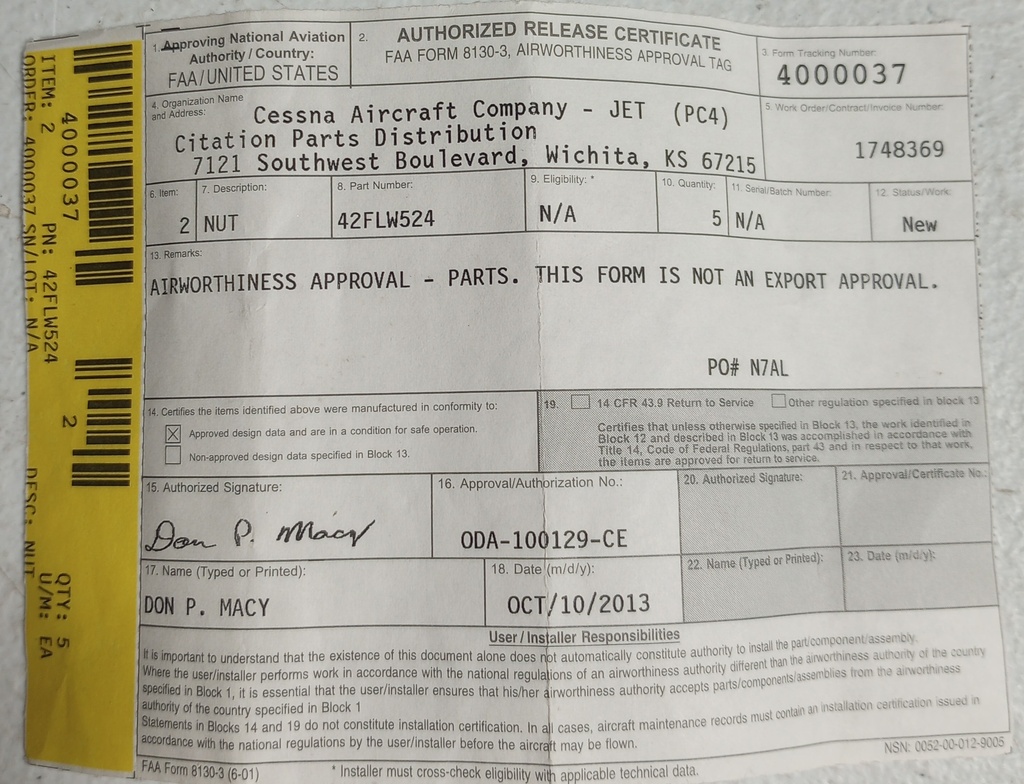 ITEM: 2
4000037
PN: 42FLW524
2
DESC: NUT
QTY: 5
ORDER: 4000037 SN/LOT: N/A
U/M: EA
1. Approving National Aviation
Authority / Country:
FAA/UNITED STATES
2.
AUTHORIZED RELEASE CERTIFICATE
FAA FORM 8130-3, AIRWORTHINESS APPROVAL TAG
3. Form Tracking Number:
4000037
4. Organization Name
and Address:
Cessna Aircraft Company - JET (PC4)
Citation Parts Distribution
7121 Southwest Boulevard, Wichita, KS 67215
5. Work Order/Contract/Invoice Number:
1748369
6. Item:
2
7. Description:
NUT
8. Part Number:
42FLW524
9. Eligibility: *
N/A
10. Quantity:
5
11. Serial/Batch Number:
N/A
12. Status/Work:
New
13. Remarks:
AIRWORTHINESS APPROVAL - PARTS. THIS FORM IS NOT AN EXPORT APPROVAL.
PO# N7AL
14. Certifies the items identified above were manufactured in conformity to:
X Approved design data and are in a condition for safe operation.
Non-approved design data specified in Block 13.
19. 14 CFR 43.9 Return to Service Other regulation specified in block 13
Certifies that unless otherwise specified in Block 13, the work identified in
Block 12 and described in Block 13 was accomplished in accordance with
Title 14, Code of Federal Regulations, part 43 and in respect to that work,
the items are approved for return to service.
15. Authorized Signature:
Don P. Macy
16. Approval/Authorization No.:
ODA-100129-CE
20. Authorized Signature:
21. Approval/Certificate No.:
17. Name (Typed or Printed):
DON P. MACY
18. Date (m/d/y):
OCT/10/2013
22. Name (Typed or Printed):
23. Date (m/d/y):
User / Installer Responsibilities
It is important to understand that the existence of this document alone does not automatically constitute authority to install the part/component/assembly.
Where the user/installer performs work in accordance with the national regulations of an airworthiness authority different than the airworthiness authority of the country
specified in Block 1, it is essential that the user/installer ensures that his/her airworthiness authority accepts parts/components/assemblies from the airworthiness
authority of the country specified in Block 1
Statements in Blocks 14 and 19 do not constitute installation certification. In all cases, aircraft maintenance records must contain an installation certification issued in
accordance with the national regulations by the user/installer before the aircraft may be flown.
NSN: 0052-00-012-9005
FAA Form 8130-3 (6-01)
* Installer must cross-check eligibility with applicable technical data.